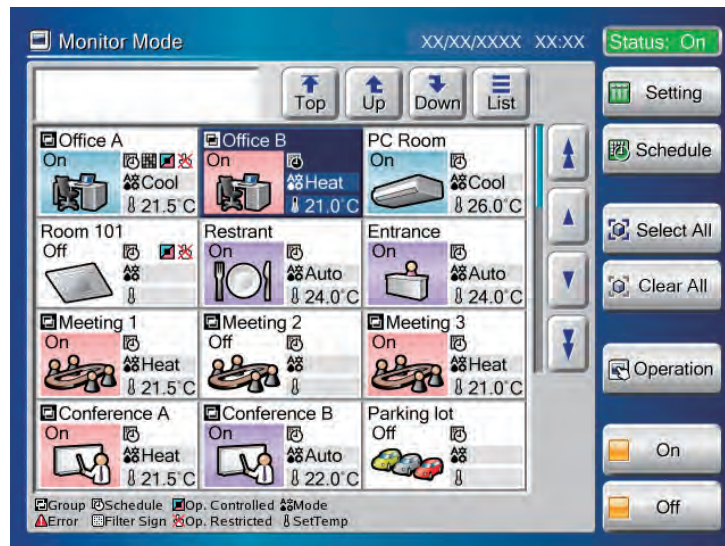 Monitor Mode XX/XX/XXXX XX:XX Status: On
Top Up Down List Setting
Office A Office B PC Room
On On On Schedule
Cool Heat Cool
21.5°C 21.0°C 26.0°C
Select All
Room 101 Restrant Entrance
Off On On
Auto Auto Clear All
24.0°C 24.0°C
Meeting 1 Meeting 2 Meeting 3
On Off On
Heat Heat Operation
21.5°C 21.0°C
Conference A Conference B Parking lot
On On Off On
Heat Auto
21.5°C 22.0°C
Group Schedule Op. Controlled Mode Off
Error Filter Sign Op. Restricted SetTemp